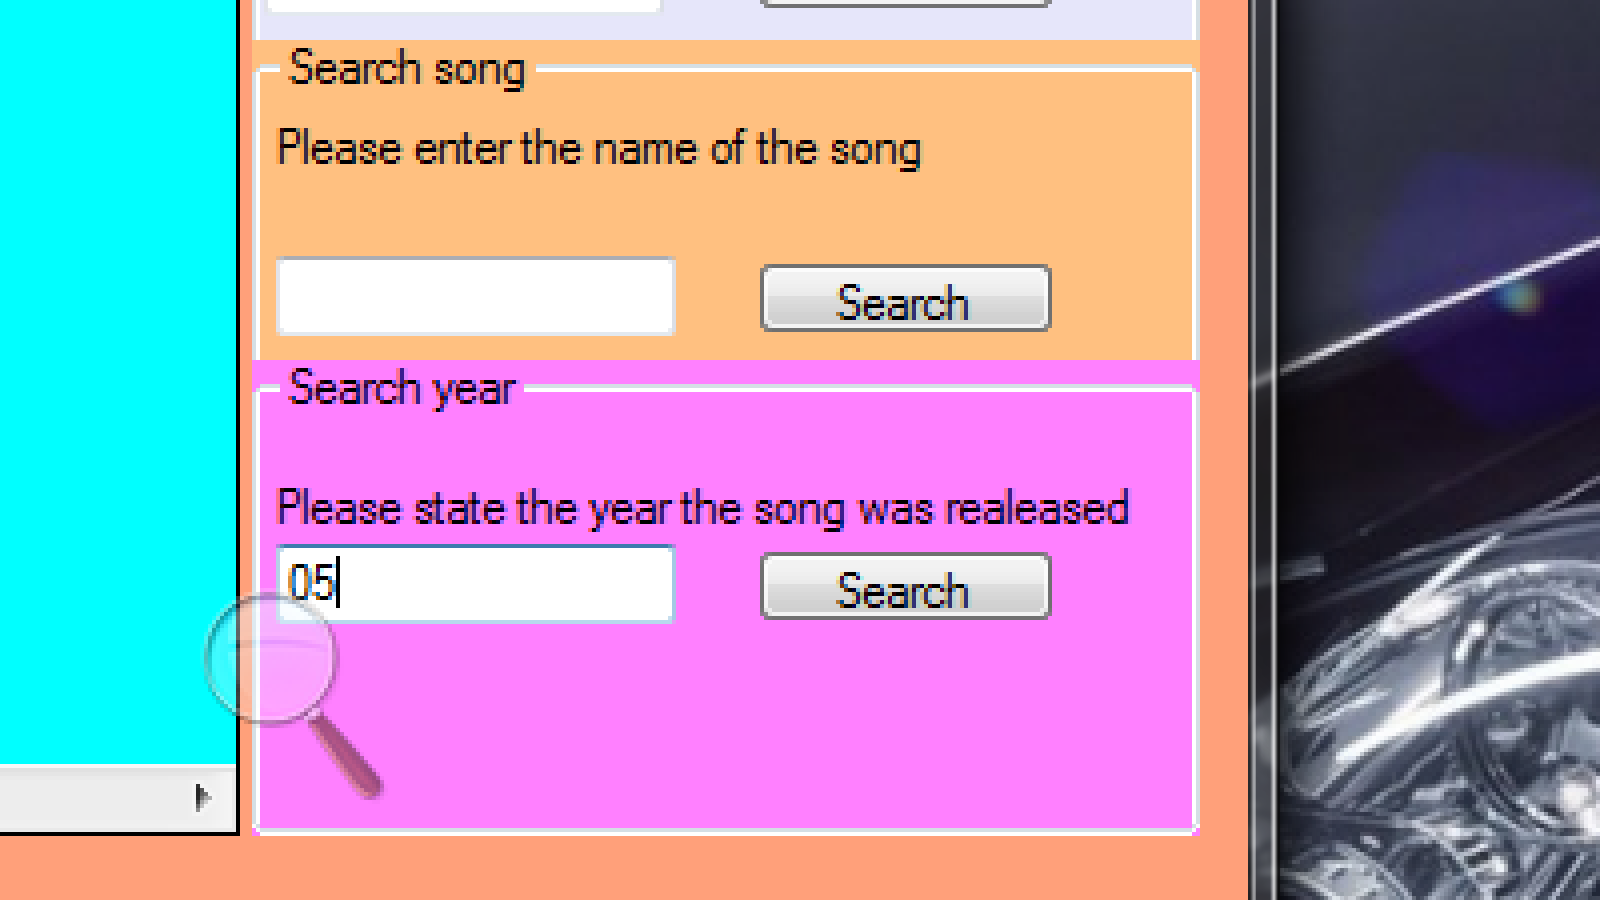 Search song
Please enter the name of the song
Search
Search year
Please state the year the song was realeased
05
Search